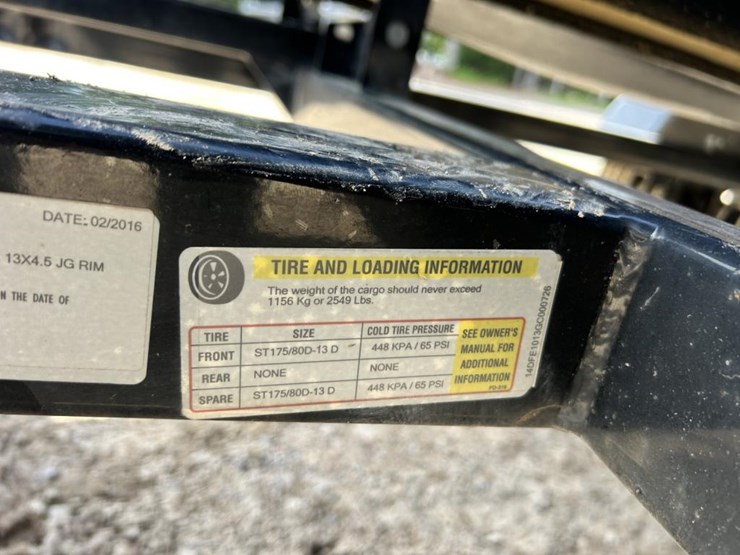 DATE: 02/2016
13X4.5 JG RIM
N THE DATE OF
TIRE AND LOADING INFORMATION
The weight of the cargo should never exceed
1156 Kg or 2549 Lbs.
TIRE SIZE COLD TIRE PRESSURE SEE OWNER'S
FRONT ST175/80D-13 D 448 KPA / 65 PSI MANUAL FOR
REAR NONE NONE ADDITIONAL
SPARE ST175/80D-13 D 448 KPA / 65 PSI INFORMATION
14DFE1013GC000726